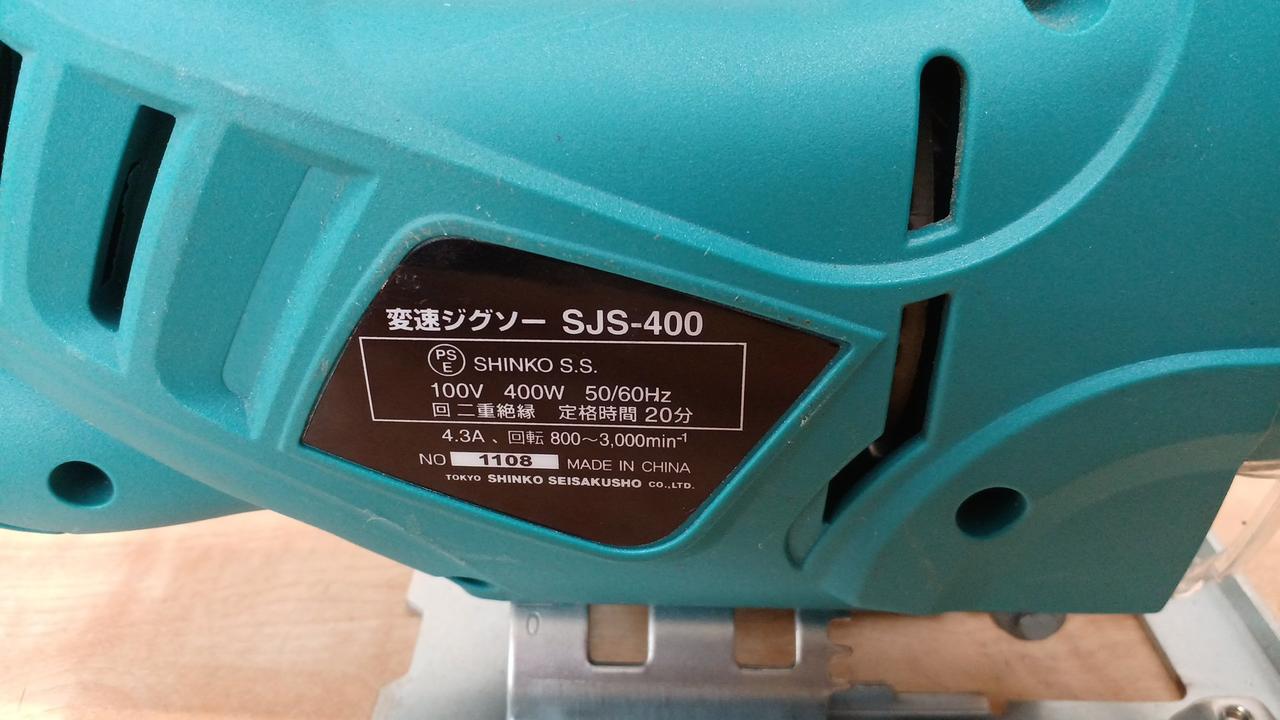 変速ジグソー SJS-400
PS
E
SHINKO S.S.
100V 400W 50/60Hz
回 二重絶縁 定格時間 20分
4.3A 、回転 800～3,000min⁻¹
NO 1108 MADE IN CHINA
TOKYO SHINKO SEISAKUSHO CO.,LTD.
0